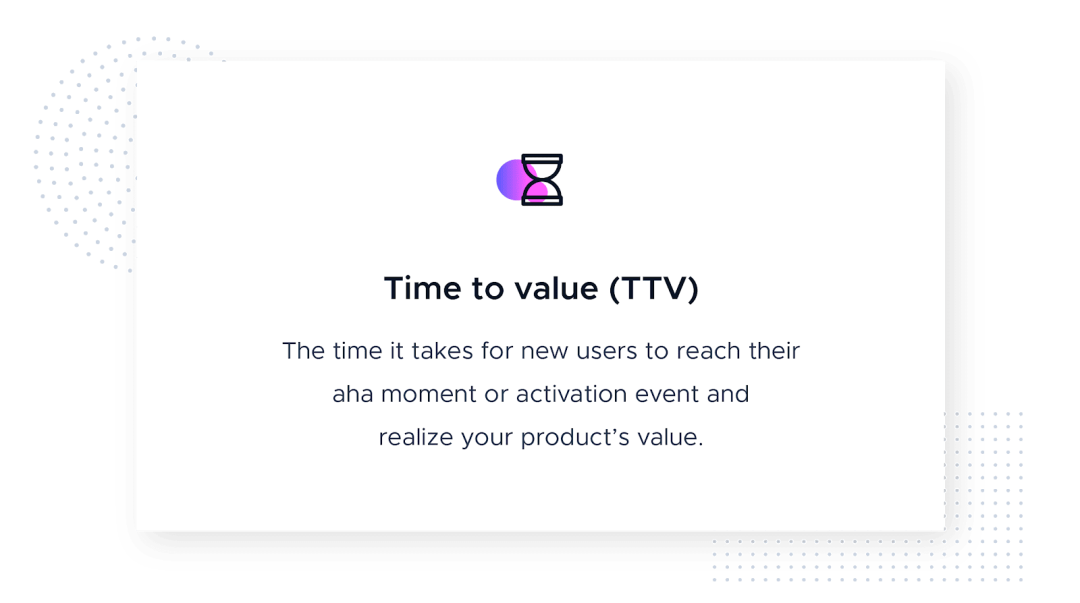 Time to value (TTV)
The time it takes for new users to reach their
aha moment or activation event and
realize your product’s value.